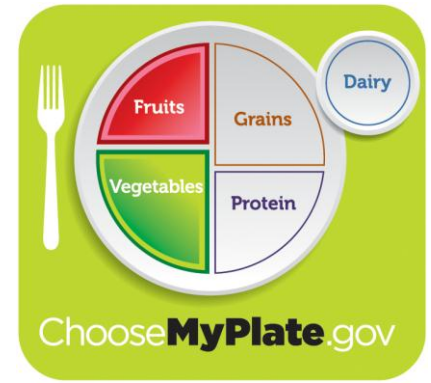 Dairy
Fruits
Grains
Vegetables
Protein
ChooseMyPlate.gov